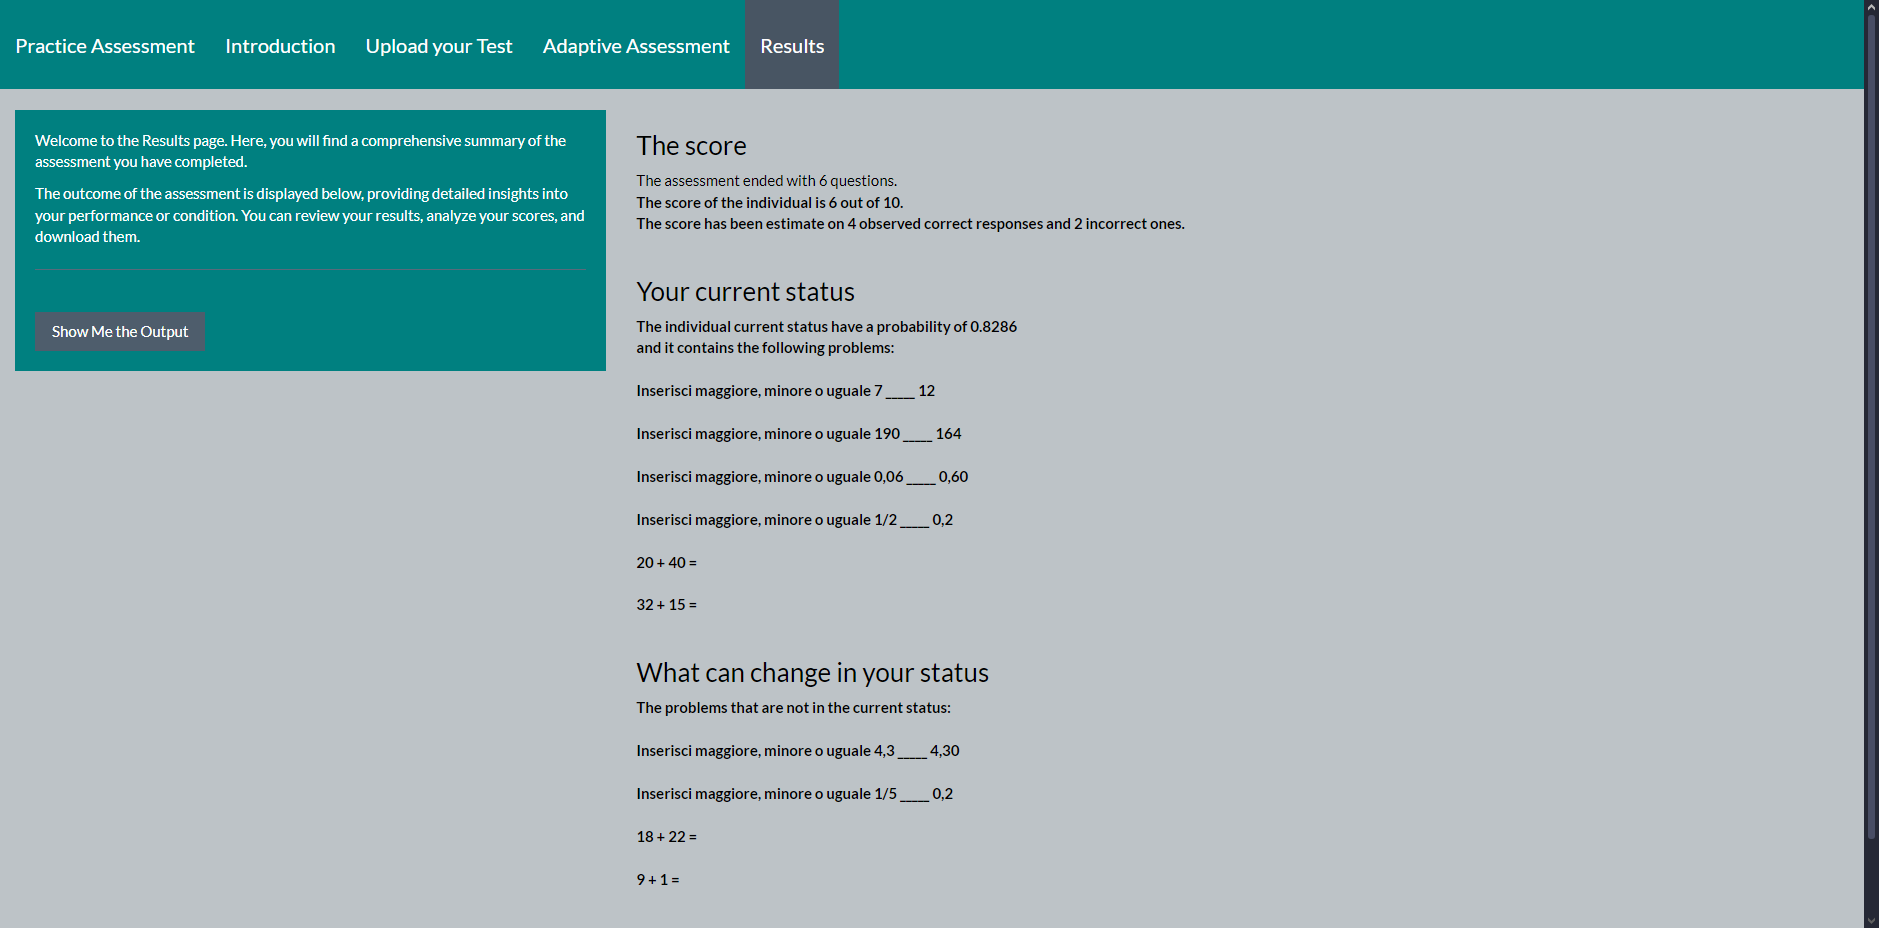 Practice Assessment
Introduction
Upload your Test
Adaptive Assessment
Results
Welcome to the Results page. Here, you will find a comprehensive summary of the
assessment you have completed.
The outcome of the assessment is displayed below, providing detailed insights into
your performance or condition. You can review your results, analyze your scores, and
download them.
Show Me the Output
The score
The assessment ended with 6 questions.
The score of the individual is 6 out of 10.
The score has been estimate on 4 observed correct responses and 2 incorrect ones.
Your current status
The individual current status have a probability of 0.8286
and it contains the following problems:
Inserisci maggiore, minore o uguale 7 ____ 12
Inserisci maggiore, minore o uguale 190 ____ 164
Inserisci maggiore, minore o uguale 0,06 ____ 0,60
Inserisci maggiore, minore o uguale 1/2 ____ 0,2
20 + 40 =
32 + 15 =
What can change in your status
The problems that are not in the current status:
Inserisci maggiore, minore o uguale 4,3 ____ 4,30
Inserisci maggiore, minore o uguale 1/5 ____ 0,2
18 + 22 =
9 + 1 =